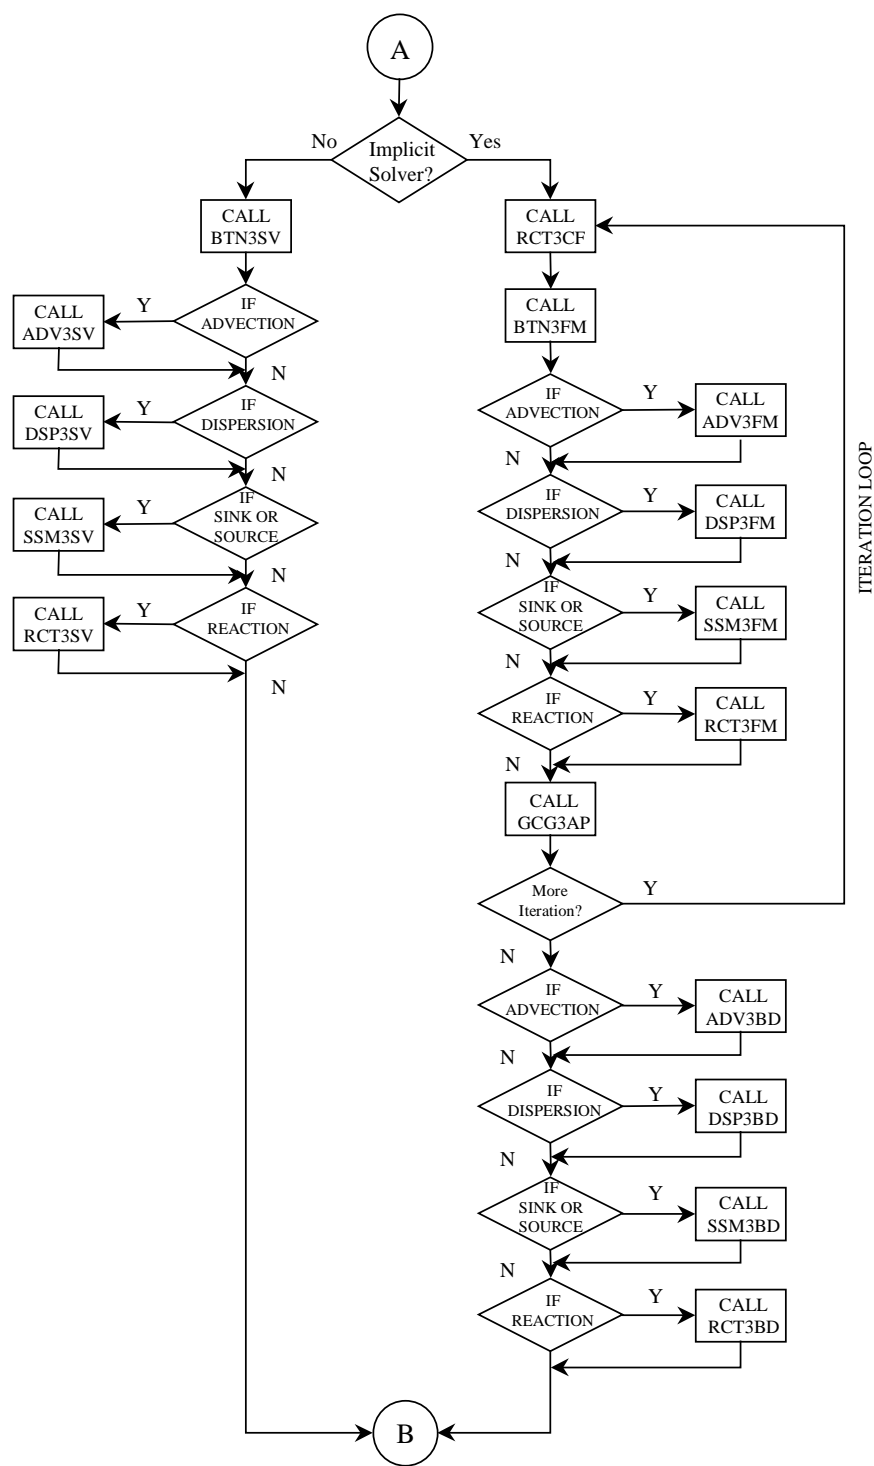 A
Implicit
Solver?
No
Yes
CALL
BTN3SV
IF
ADVECTION
Y
CALL
ADV3SV
N
IF
DISPERSION
Y
CALL
DSP3SV
N
IF
SINK OR
SOURCE
Y
CALL
SSM3SV
N
IF
REACTION
Y
CALL
RCT3SV
N
CALL
RCT3CF
CALL
BTN3FM
IF
ADVECTION
Y
CALL
ADV3FM
N
IF
DISPERSION
Y
CALL
DSP3FM
N
IF
SINK OR
SOURCE
Y
CALL
SSM3FM
N
IF
REACTION
Y
CALL
RCT3FM
N
CALL
GCG3AP
More
Iteration?
Y
ITERATION LOOP
N
IF
ADVECTION
Y
CALL
ADV3BD
N
IF
DISPERSION
Y
CALL
DSP3BD
N
IF
SINK OR
SOURCE
Y
CALL
SSM3BD
N
IF
REACTION
Y
CALL
RCT3BD
B